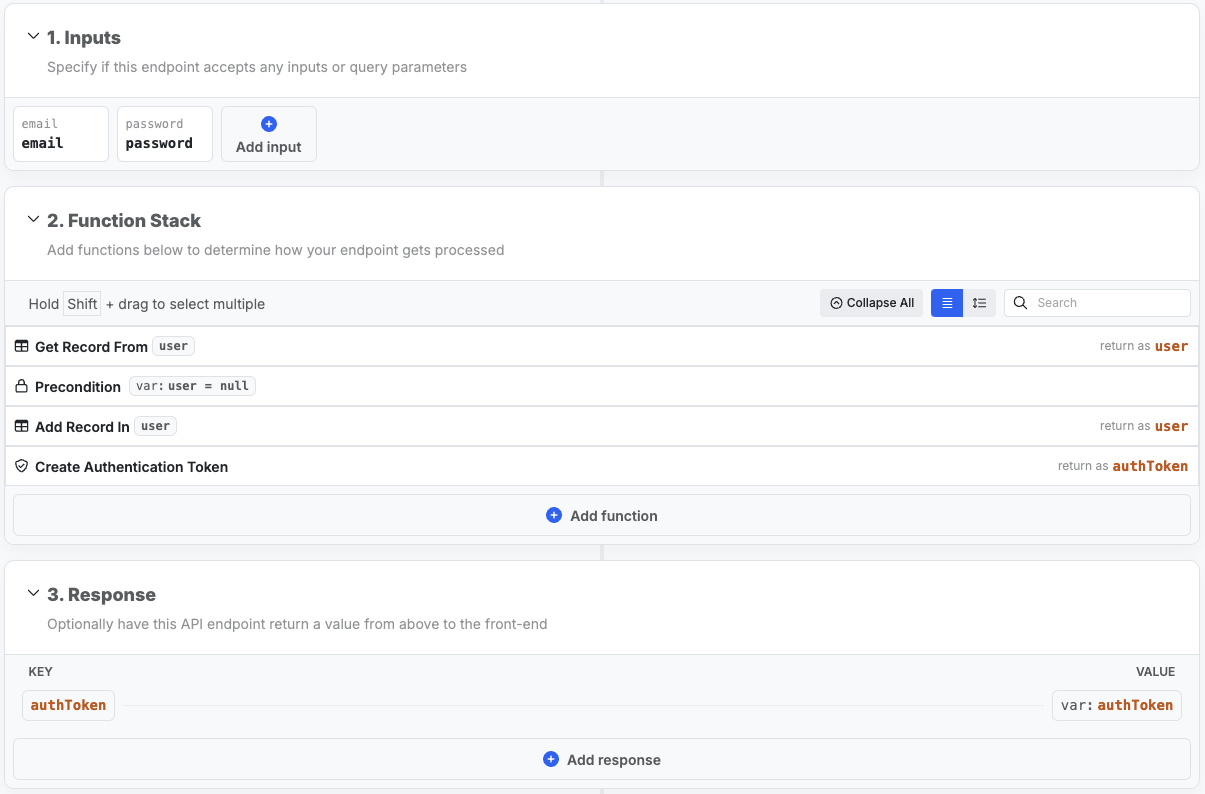 1. Inputs
Specify if this endpoint accepts any inputs or query parameters
email password
email password Add input
2. Function Stack
Add functions below to determine how your endpoint gets processed
Hold Shift + drag to select multiple Collapse All Search
Get Record From user return as user
Precondition var: user = null
Add Record In user return as user
Create Authentication Token return as authToken
Add function
3. Response
Optionally have this API endpoint return a value from above to the front-end
KEY VALUE
authToken var: authToken
Add response